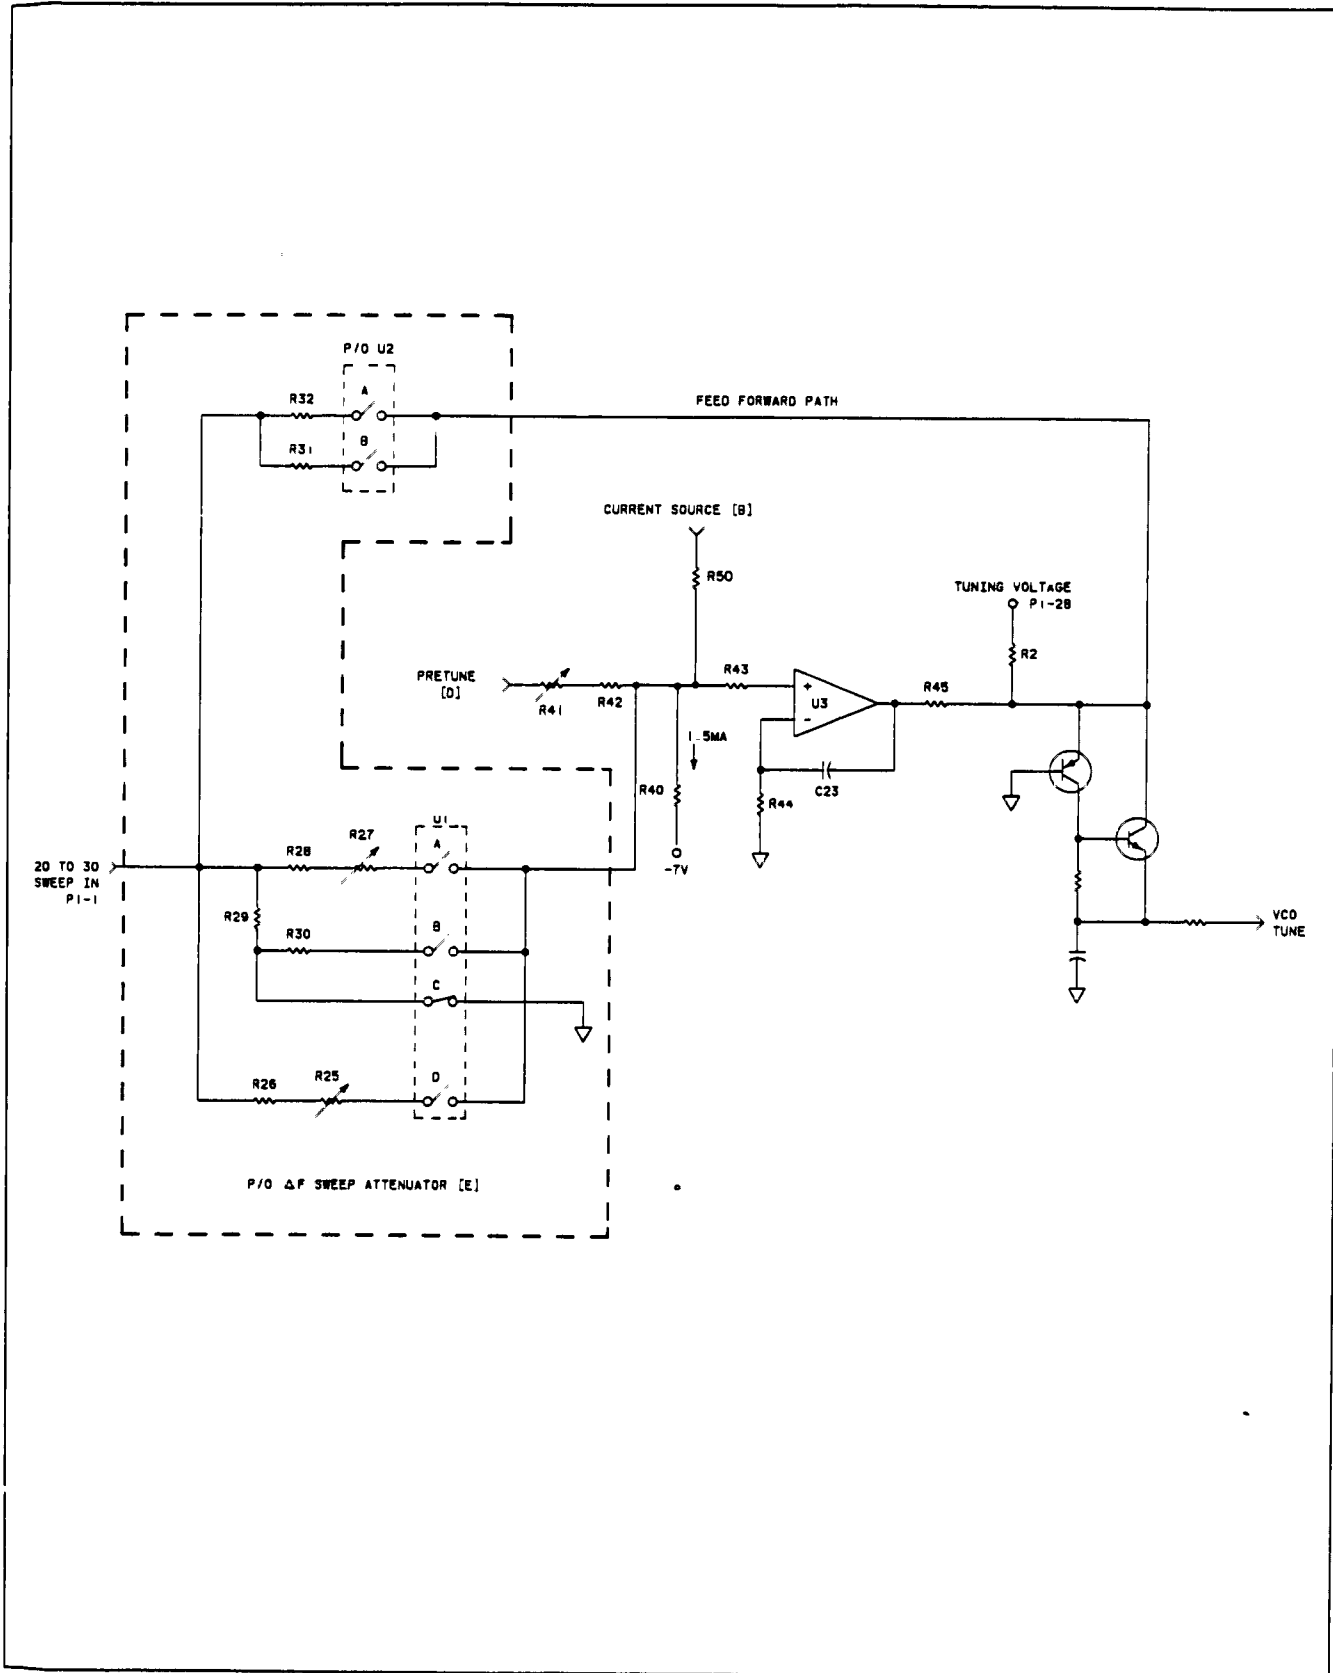 P/O U2
A
R32
FEED FORWARD PATH
B
R31
CURRENT SOURCE [B]
R50
TUNING VOLTAGE
P1-28
R2
PRETUNE
[D]
R41
R42
R43
+
U3
-
R45
1.5MA
R40
R44
C23
-7V
U1
20 TO 30
SWEEP IN
P1-1
R28
R27
A
R29
R30
B
C
VCO
TUNE
R26
R25
D
P/O ΔF SWEEP ATTENUATOR [E]